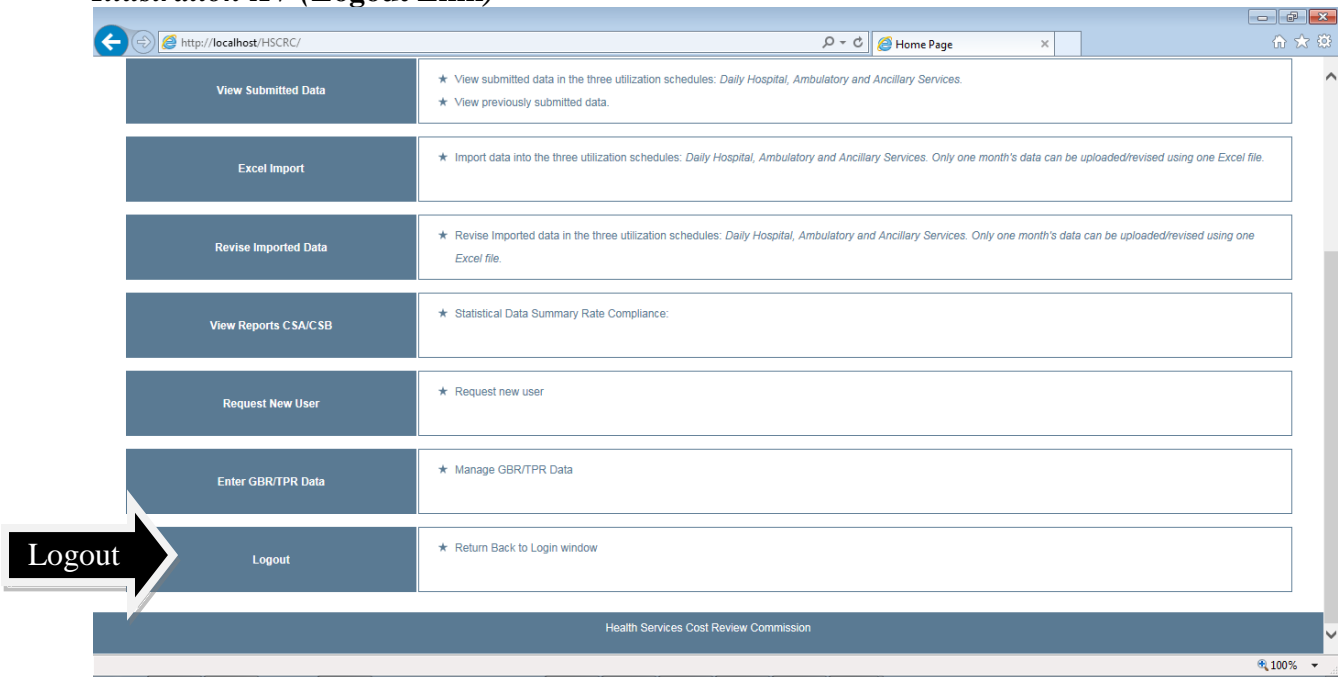 http://localhost/HSCRC/
Home Page
View Submitted Data
★ View submitted data in the three utilization schedules: Daily Hospital, Ambulatory and Ancillary Services.
★ View previously submitted data.
Excel Import
★ Import data into the three utilization schedules: Daily Hospital, Ambulatory and Ancillary Services. Only one month's data can be uploaded/revised using one Excel file.
Revise Imported Data
★ Revise Imported data in the three utilization schedules: Daily Hospital, Ambulatory and Ancillary Services. Only one month's data can be uploaded/revised using one
Excel file.
View Reports CSA/CSB
★ Statistical Data Summary Rate Compliance:
Request New User
★ Request new user
Enter GBR/TPR Data
★ Manage GBR/TPR Data
Logout
Logout
★ Return Back to Login window
Health Services Cost Review Commission
100%